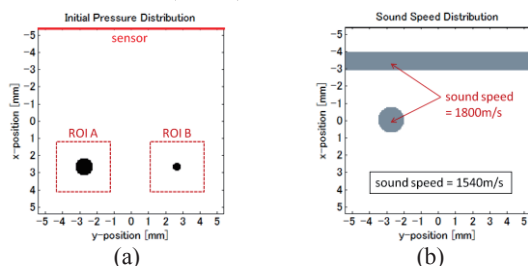 Initial Pressure Distribution
sensor
-5
-4
-3
-2
-1
0
1
2
3
4
5
x-position [mm]
ROI A
ROI B
-5 -4 -3 -2 -1 0 1 2 3 4 5
y-position [mm]
(a)
Sound Speed Distribution
-5
-4
-3
-2
-1
0
1
2
3
4
5
x-position [mm]
sound speed
= 1800m/s
sound speed = 1540m/s
-5 -4 -3 -2 -1 0 1 2 3 4 5
y-position [mm]
(b)